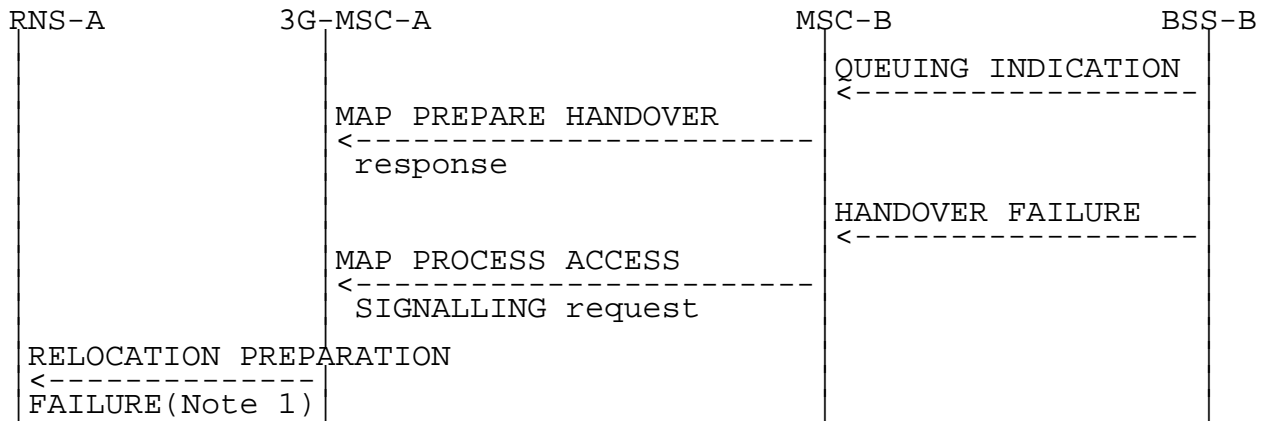 RNS-A 3G-MSC-A MSC-B BSS-B
QUEUING INDICATION
<-------------------
MAP PREPARE HANDOVER
<------------------------
response
HANDOVER FAILURE
<-------------------
MAP PROCESS ACCESS
<------------------------
SIGNALLING request
RELOCATION PREPARATION
<--------------
FAILURE(Note 1)